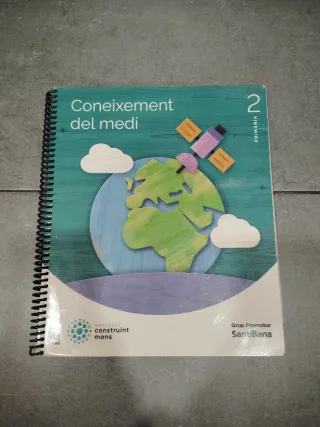 Coneixement
del medi
2
PRIMÀRIA
construint
mons
Grup Promotor
Santillana